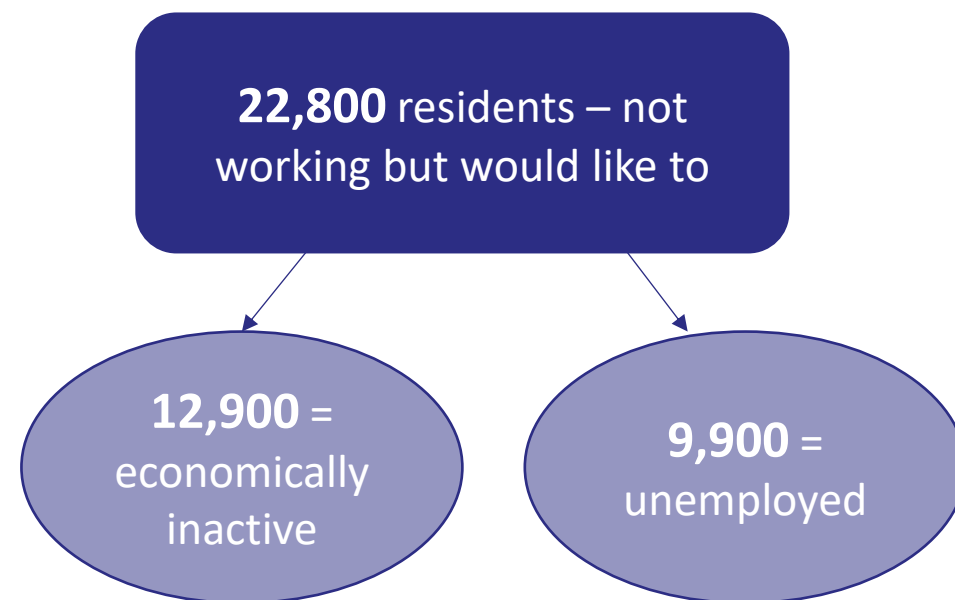 22,800 residents – not
working but would like to
12,900 =
economically
inactive
9,900 =
unemployed